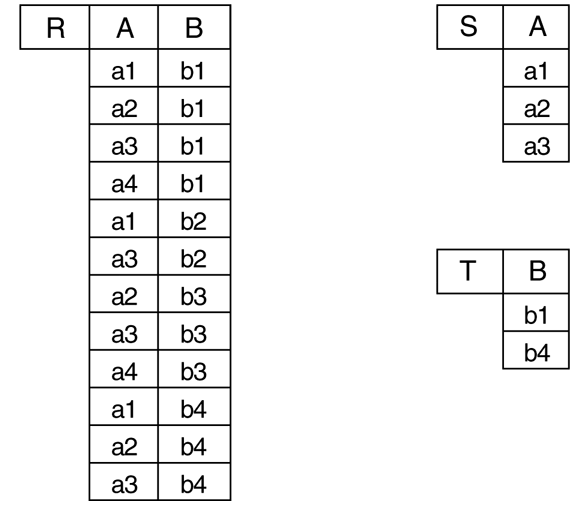 R A B
a1 b1
a2 b1
a3 b1
a4 b1
a1 b2
a3 b2
a2 b3
a3 b3
a4 b3
a1 b4
a2 b4
a3 b4
S A
a1
a2
a3
T B
b1
b4